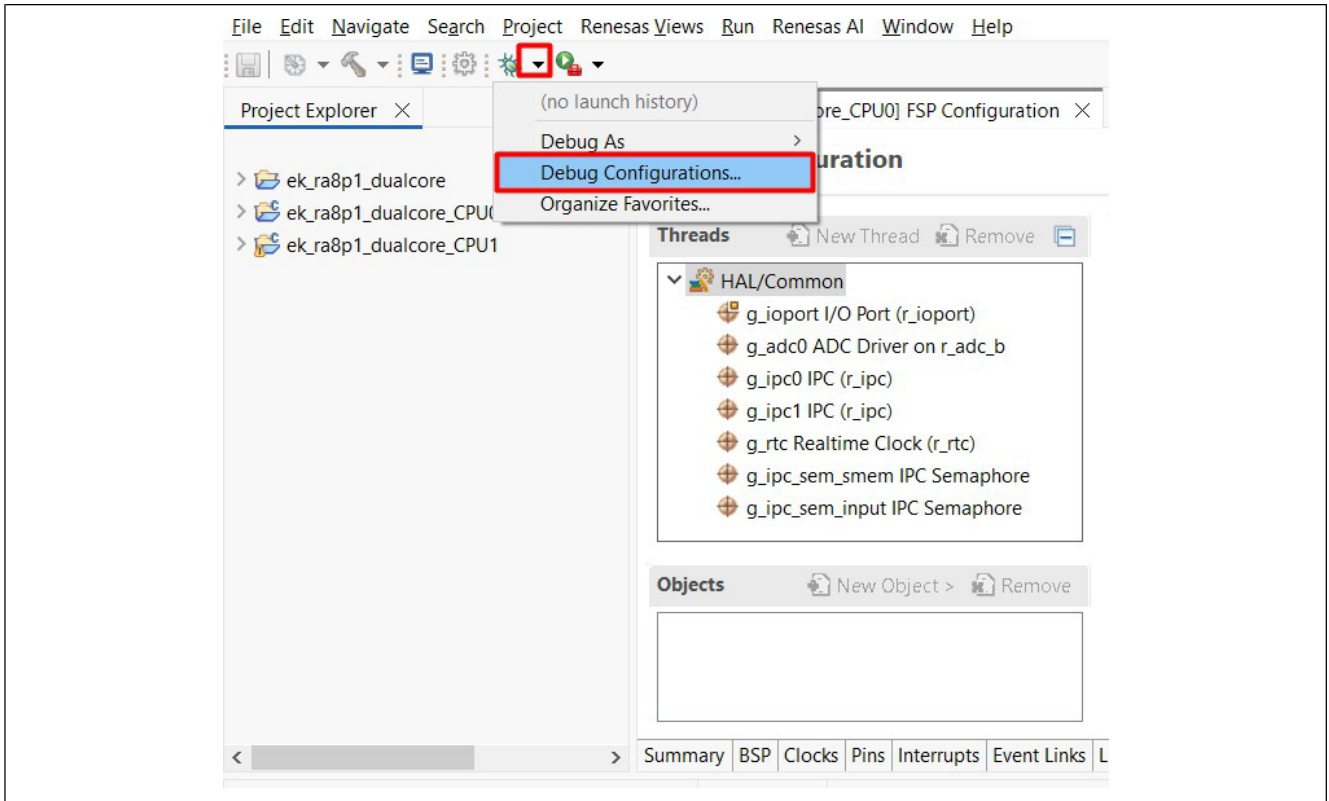 File Edit Navigate Search Project Renesas Views Run Renesas AI Window Help
Project Explorer
(no launch history)
Debug As
Debug Configurations...
Organize Favorites...
ore_CPU0] FSP Configuration
uration
ek_ra8p1_dualcore
ek_ra8p1_dualcore_CPU0
ek_ra8p1_dualcore_CPU1
Threads New Thread Remove
HAL/Common
g_ioport I/O Port (r_ioport)
g_adc0 ADC Driver on r_adc_b
g_ipc0 IPC (r_ipc)
g_ipc1 IPC (r_ipc)
g_rtc Realtime Clock (r_rtc)
g_ipc_sem_smem IPC Semaphore
g_ipc_sem_input IPC Semaphore
Objects New Object > Remove
Summary BSP Clocks Pins Interrupts Event Links L